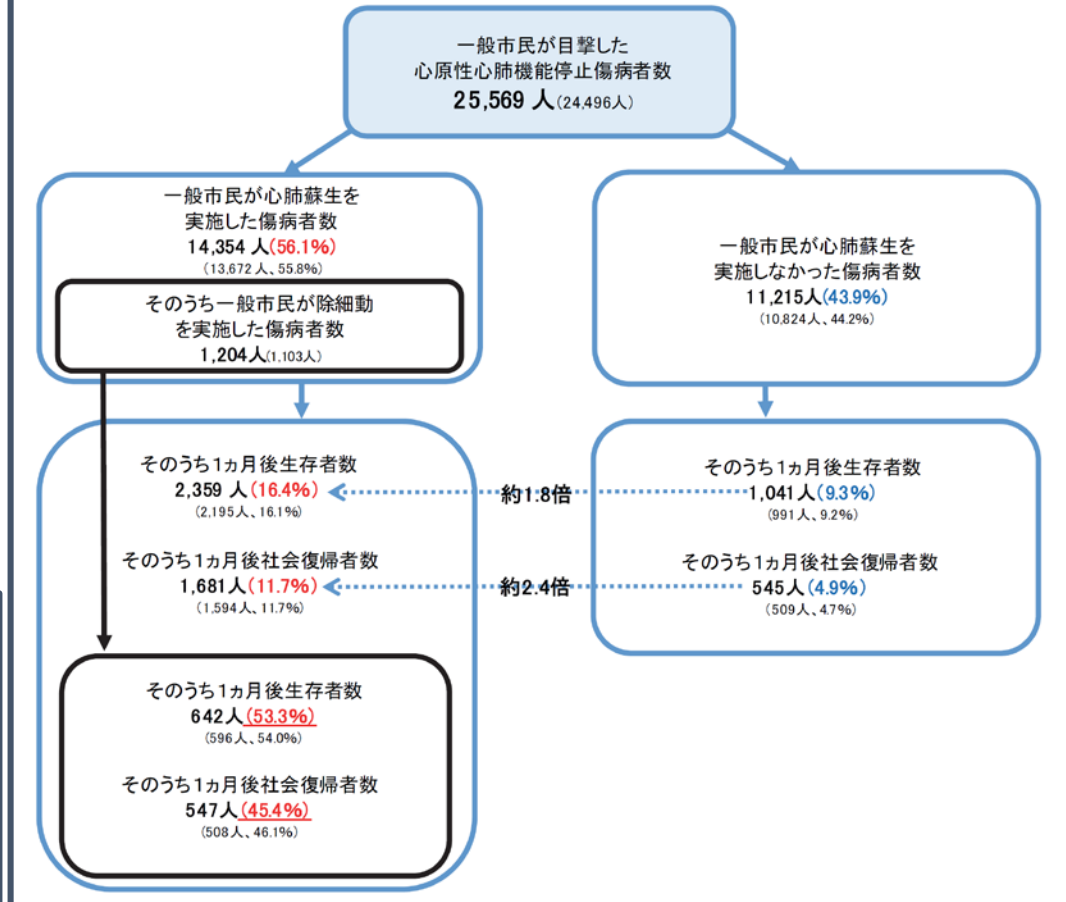 一般市民が目撃した
心原性心肺機能停止傷病者数
25,569 人(24,496人)
一般市民が心肺蘇生を
実施した傷病者数
14,354 人(56.1%)
(13,672 人、55.8%)
そのうち一般市民が除細動
を実施した傷病者数
1,204人(1,103人)
一般市民が心肺蘇生を
実施しなかった傷病者数
11,215人(43.9%)
(10,824人、44.2%)
そのうち1ヵ月後生存者数
2,359 人(16.4%)
(2,195人、16.1%)
約1.8倍
そのうち1ヵ月後生存者数
1,041人(9.3%)
(991人、9.2%)
そのうち1ヵ月後社会復帰者数
1,681人(11.7%)
(1,594人、11.7%)
約2.4倍
そのうち1ヵ月後社会復帰者数
545人(4.9%)
(509人、4.7%)
そのうち1ヵ月後生存者数
642人(53.3%)
(596人、54.0%)
そのうち1ヵ月後社会復帰者数
547人(45.4%)
(508人、46.1%)